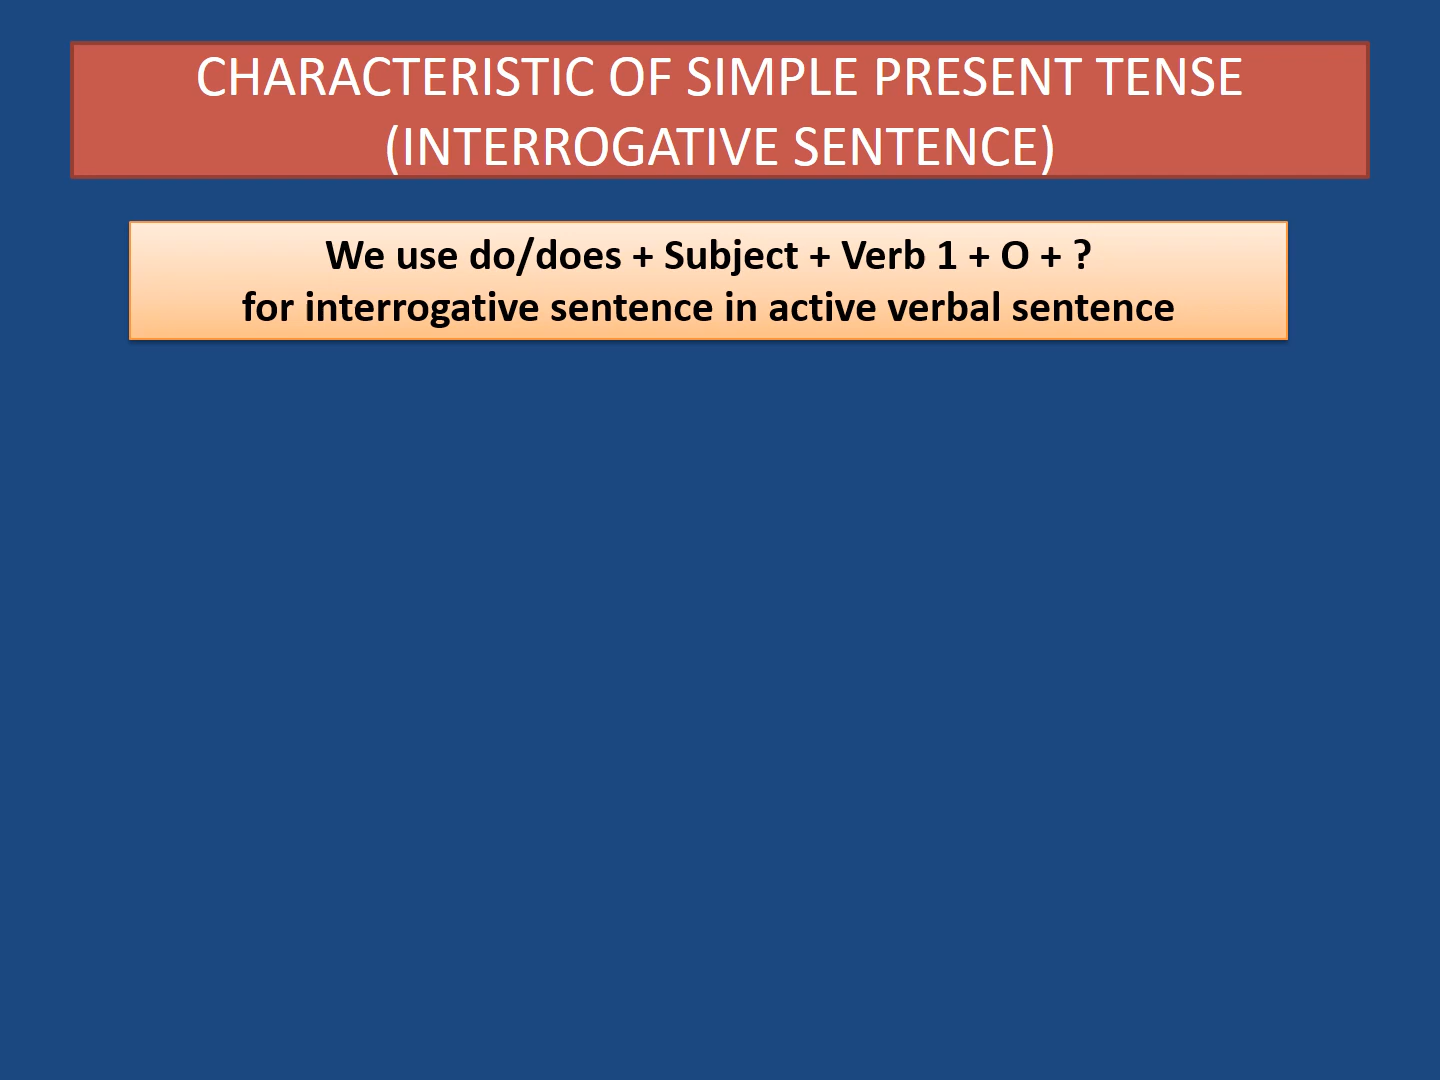 CHARACTERISTIC OF SIMPLE PRESENT TENSE
(INTERROGATIVE SENTENCE)
We use do/does + Subject + Verb 1 + O + ?
for interrogative sentence in active verbal sentence